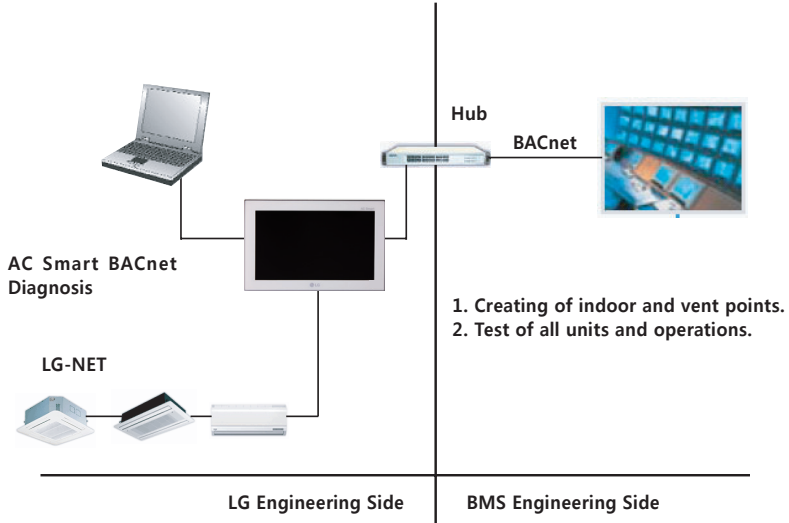 Hub
BACnet
AC Smart BACnet
Diagnosis
LG
1. Creating of indoor and vent points.
2. Test of all units and operations.
LG-NET
LG Engineering Side
BMS Engineering Side